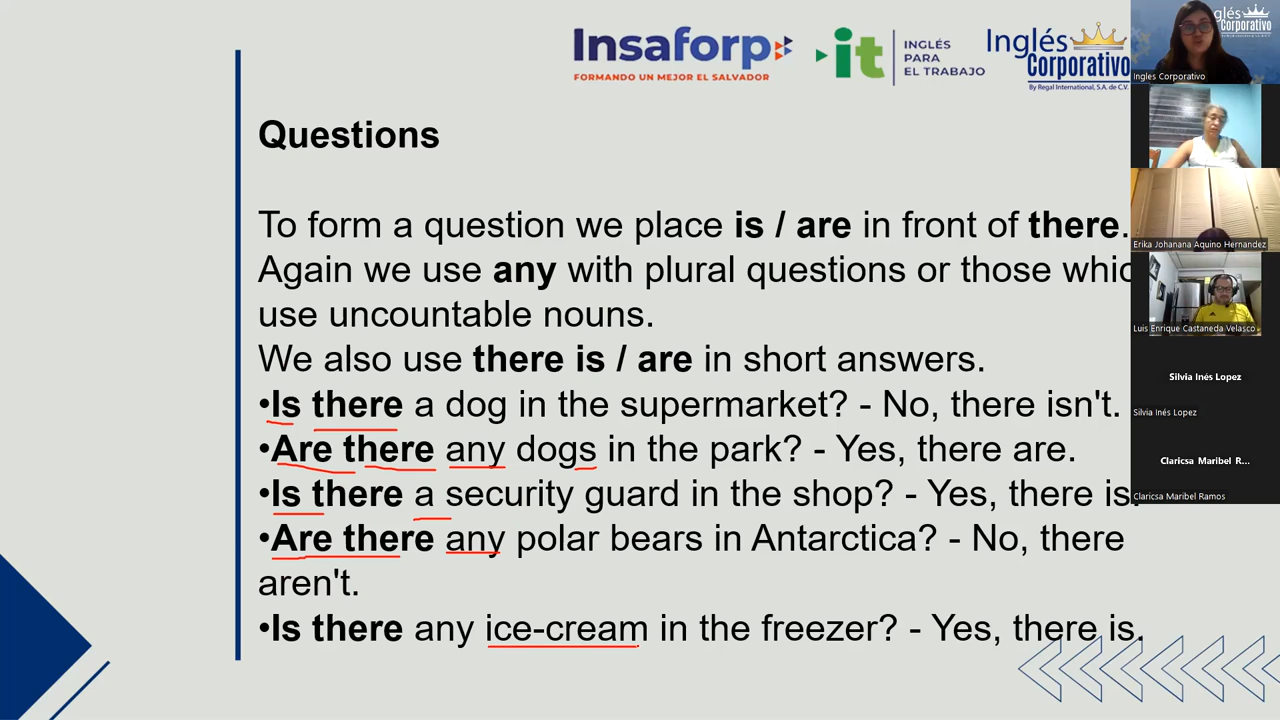 Insaforp
FORMANDO UN MEJOR EL SALVADOR
it
INGLÉS
PARA
EL TRABAJO
Inglés
Corporativo
By Regal International, S.A. de C.V.
Questions
To form a question we place is / are in front of there.
Again we use any with plural questions or those whic
use uncountable nouns.
We also use there is / are in short answers.
•Is there a dog in the supermarket? - No, there isn't.
•Are there any dogs in the park? - Yes, there are.
•Is there a security guard in the shop? - Yes, there is.
•Are there any polar bears in Antarctica? - No, there
aren't.
•Is there any ice-cream in the freezer? - Yes, there is.
glés
Corporativo
Ingles Corporativo
Erika Johanana Aquino Hernandez
Luis Enrique Castaneda Velasco
Silvia Inés Lopez
Silvia Inés Lopez
Claricsa Maribel R...
Claricsa Maribel Ramos